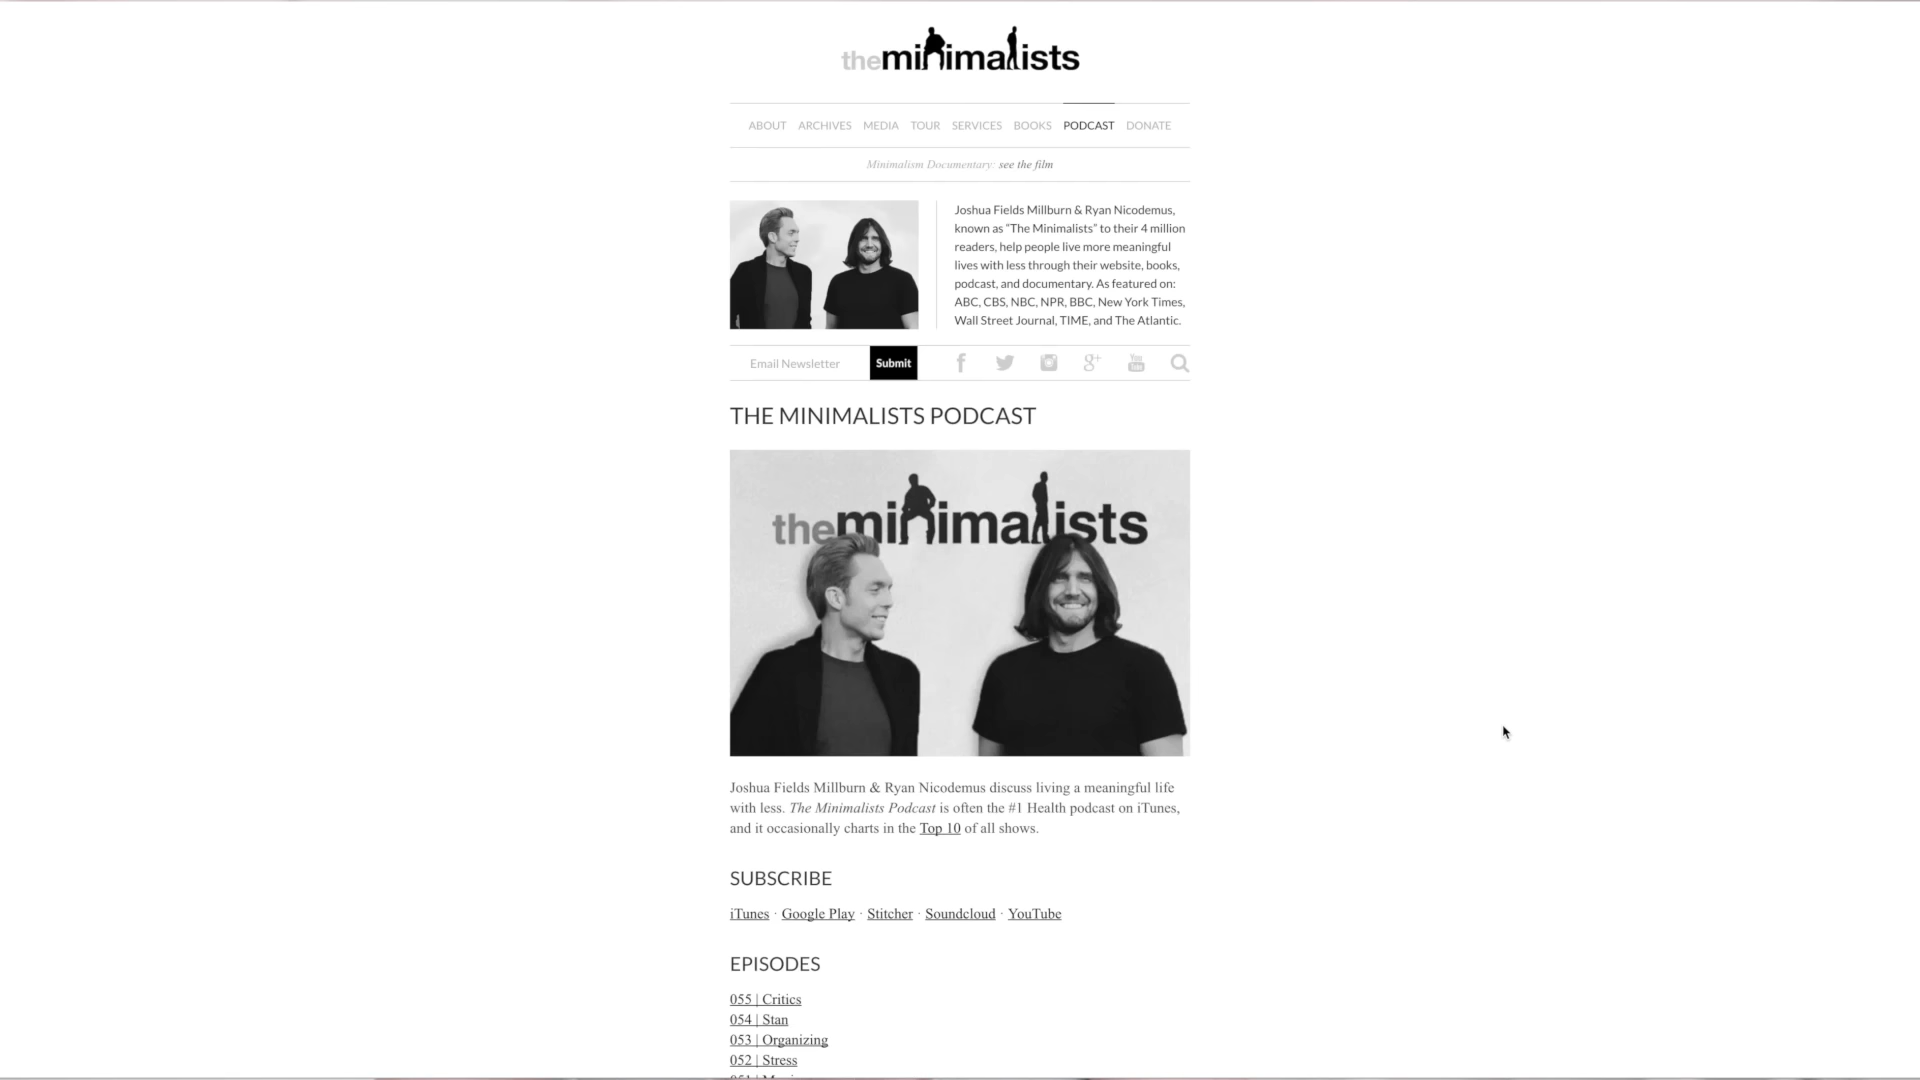 theminimalists
ABOUT ARCHIVES MEDIA TOUR SERVICES BOOKS PODCAST DONATE
Minimalism Documentary: see the film
Joshua Fields Millburn & Ryan Nicodemus,
known as “The Minimalists” to their 4 million
readers, help people live more meaningful
lives with less through their website, books,
podcast, and documentary. As featured on:
ABC, CBS, NBC, NPR, BBC, New York Times,
Wall Street Journal, TIME, and The Atlantic.
Email Newsletter Submit
You Tube
THE MINIMALISTS PODCAST
theminimalists
Joshua Fields Millburn & Ryan Nicodemus discuss living a meaningful life
with less. The Minimalists Podcast is often the #1 Health podcast on iTunes,
and it occasionally charts in the Top 10 of all shows.
SUBSCRIBE
iTunes · Google Play · Stitcher · Soundcloud · YouTube
EPISODES
055 | Critics
054 | Stan
053 | Organizing
052 | Stress